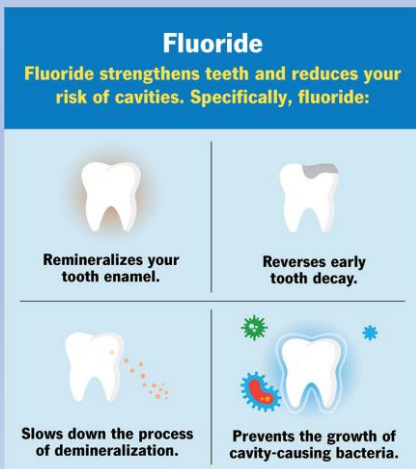 Fluoride
Fluoride strengthens teeth and reduces your
risk of cavities. Specifically, fluoride:
Remineralizes your
tooth enamel.
Reverses early
tooth decay.
Slows down the process
of demineralization.
Prevents the growth of
cavity-causing bacteria.